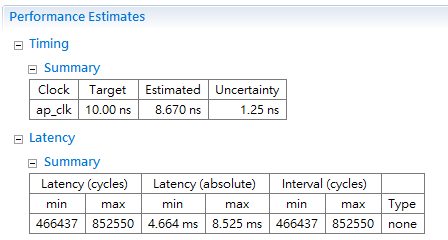 Performance Estimates
Timing
Summary
Clock Target Estimated Uncertainty
ap_clk 10.00 ns 8.670 ns 1.25 ns
Latency
Summary
Latency (cycles) Latency (absolute) Interval (cycles)
min max min max min max Type
466437 852550 4.664 ms 8.525 ms 466437 852550 none